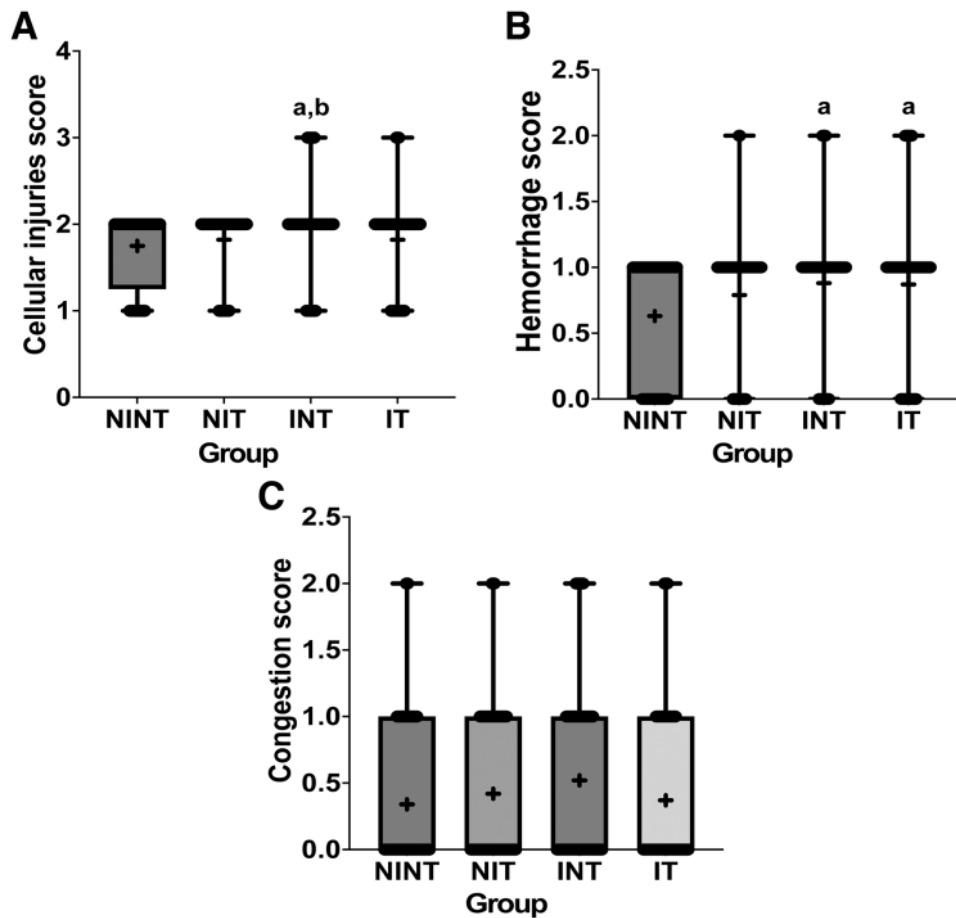 A
Cellular injuries score
4
3
2
1
0
a,b
NINT NIT INT IT
Group
B
Hemorrhage score
2.5
2.0
1.5
1.0
0.5
0.0
a a
NINT NIT INT IT
Group
C
Congestion score
2.5
2.0
1.5
1.0
0.5
0.0
NINT NIT INT IT
Group